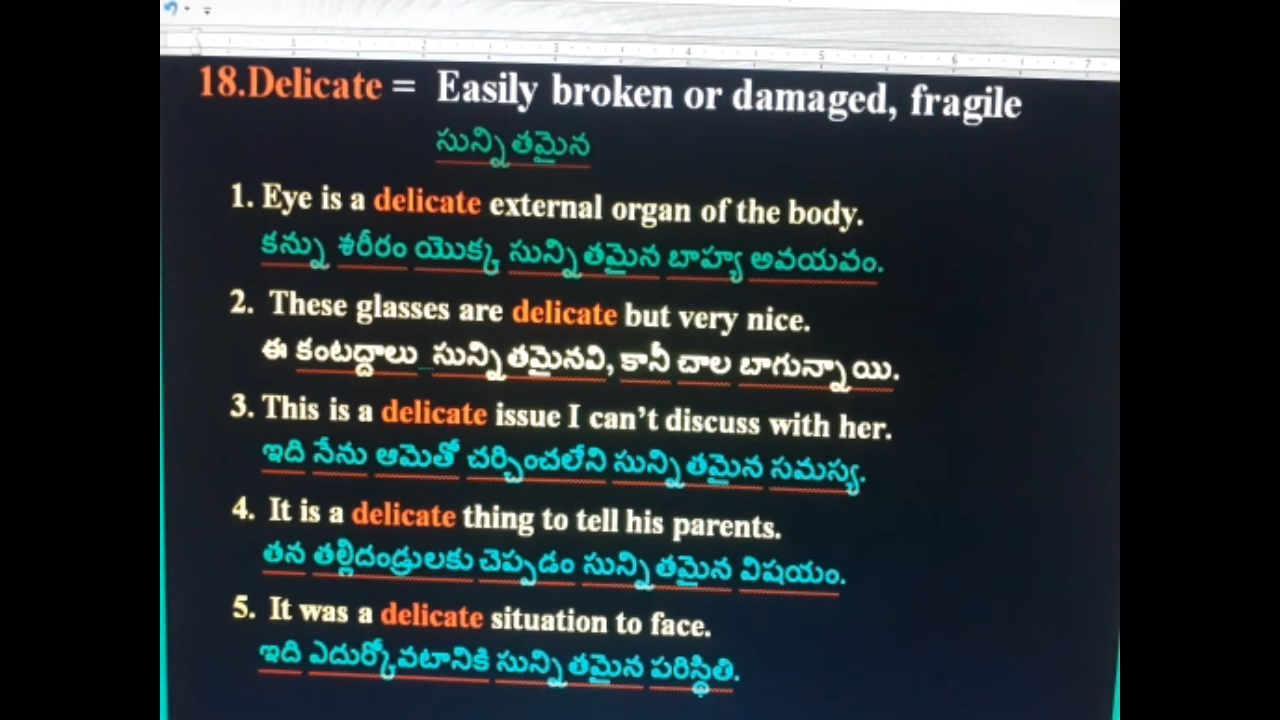 18.Delicate = Easily broken or damaged, fragile
సున్నితమైన
1. Eye is a delicate external organ of the body.
కన్ను శరీరం యొక్క సున్నితమైన బాహ్య అవయవం.
2. These glasses are delicate but very nice.
ఈ కంటద్దాలు సున్నితమైనవి, కానీ చాల బాగున్నాయి.
3. This is a delicate issue I can't discuss with her.
ఇది నేను ఆమెతో చర్చించలేని సున్నితమైన సమస్య.
4. It is a delicate thing to tell his parents.
తన తల్లిదండ్రులకు చెప్పడం సున్నితమైన విషయం.
5. It was a delicate situation to face.
ఇది ఎదుర్కోవటానికి సున్నితమైన పరిస్థితి.